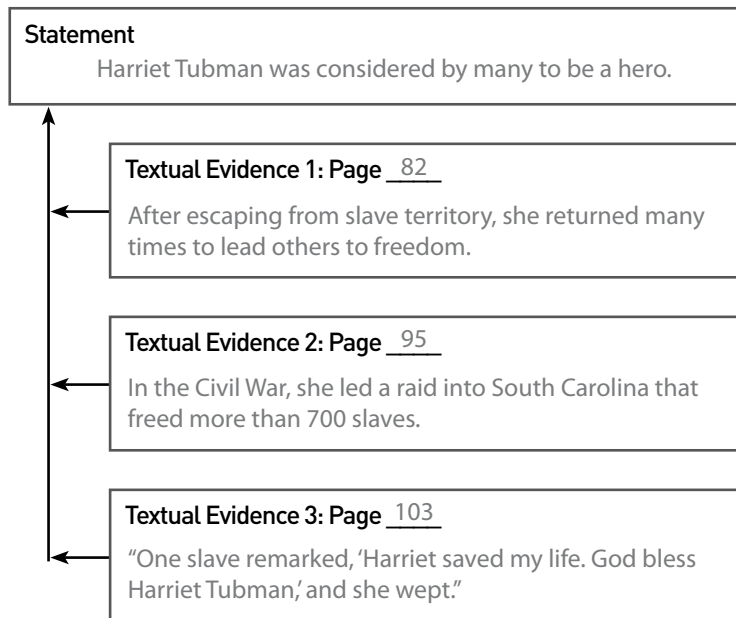 Statement
Harriet Tubman was considered by many to be a hero.
Textual Evidence 1: Page 82
After escaping from slave territory, she returned many
times to lead others to freedom.
Textual Evidence 2: Page 95
In the Civil War, she led a raid into South Carolina that
freed more than 700 slaves.
Textual Evidence 3: Page 103
“One slave remarked, ‘Harriet saved my life. God bless
Harriet Tubman,’ and she wept.”